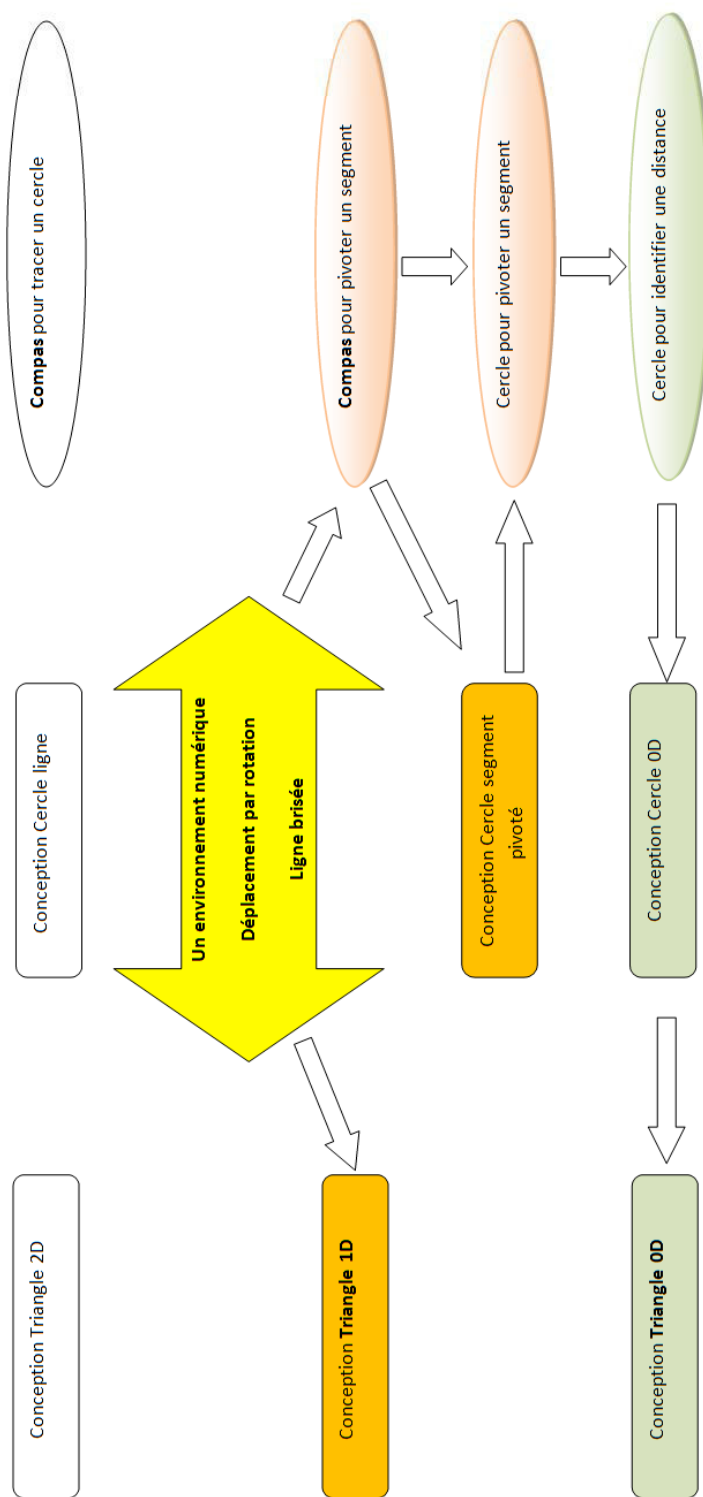 Conception Triangle 2D
Conception Cercle ligne
Compas pour tracer un cercle
Un environnement numérique
Déplacement par rotation
Ligne brisée
Conception Triangle 1D
Compas pour pivoter un segment
Conception Cercle segment
pivoté
Cercle pour pivoter un segment
Conception Triangle 0D
Conception Cercle 0D
Cercle pour identifier une distance